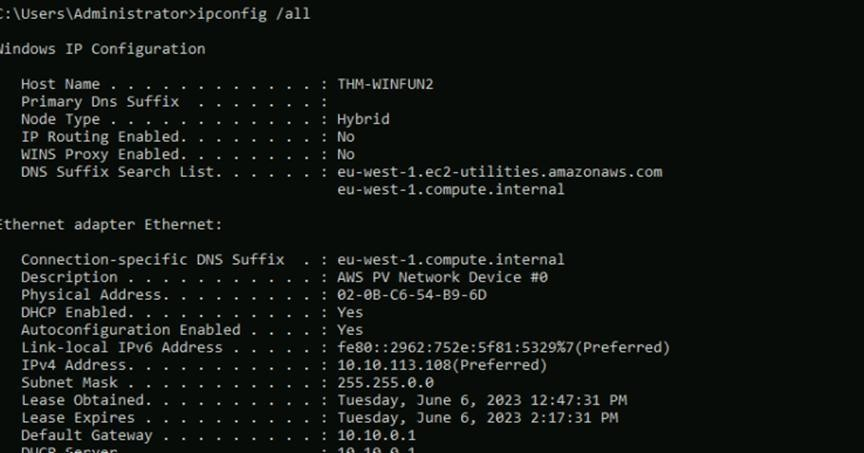 C:\Users\Administrator>ipconfig /all
Windows IP Configuration
Host Name . . . . . . . . . . . . : THM-WINFUN2
Primary Dns Suffix . . . . . . . :
Node Type . . . . . . . . . . . . : Hybrid
IP Routing Enabled. . . . . . . . : No
WINS Proxy Enabled. . . . . . . . : No
DNS Suffix Search List. . . . . . : eu-west-1.ec2-utilities.amazonaws.com
eu-west-1.compute.internal
Ethernet adapter Ethernet:
Connection-specific DNS Suffix . : eu-west-1.compute.internal
Description . . . . . . . . . . . : AWS PV Network Device #0
Physical Address. . . . . . . . . : 02-0B-C6-54-B9-6D
DHCP Enabled. . . . . . . . . . . : Yes
Autoconfiguration Enabled . . . . : Yes
Link-local IPv6 Address . . . . . : fe80::2962:752e:5f81:5329%7(Preferred)
IPv4 Address. . . . . . . . . . . : 10.10.113.108(Preferred)
Subnet Mask . . . . . . . . . . . : 255.255.0.0
Lease Obtained. . . . . . . . . . : Tuesday, June 6, 2023 12:47:31 PM
Lease Expires . . . . . . . . . . : Tuesday, June 6, 2023 2:17:31 PM
Default Gateway . . . . . . . . . : 10.10.0.1
DHCP Server . . . . . . . . . . . : 10.10.0.1